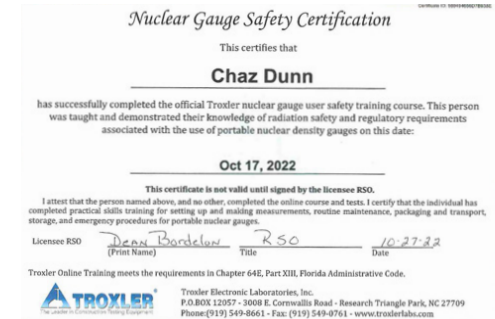 Nuclear Gauge Safety Certification
This certifies that
Chaz Dunn
has successfully completed the official Troxler nuclear gauge user safety training course. This person
was taught and demonstrated their knowledge of radiation safety and regulatory requirements
associated with the use of portable nuclear density gauges on this date:
Oct 17, 2022
This certificate is not valid until signed by the licensee RSO.
I attest that the person named above, and no other, completed the online course and tests. I certify that the individual has
completed practical skills training for setting up and making measurements, routine maintenance, packaging and transport,
storage, and emergency procedures for portable nuclear gauges.
Licensee RSO Dean Bordelon RSO 10-27-22
(Print Name) Title Date
Troxler Online Training meets the requirements in Chapter 64E, Part XIII, Florida Administrative Code.
TROXLER
The Leader in Construction Testing Equipment
Troxler Electronic Laboratories, Inc.
P.O.BOX 12057 - 3008 E. Cornwallis Road - Research Triangle Park, NC 27709
Phone:(919) 549-8661 - Fax: (919) 549-0761 - www.troxlerlabs.com